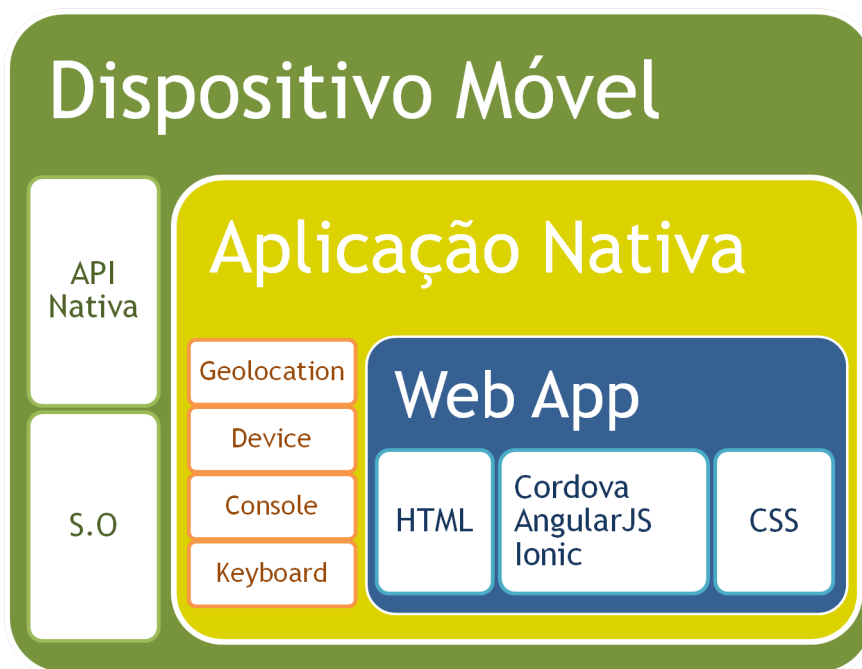 Dispositivo Móvel
API
Nativa
S.O
Aplicação Nativa
Geolocation
Device
Console
Keyboard
Web App
HTML
Cordova
AngularJS
Ionic
CSS